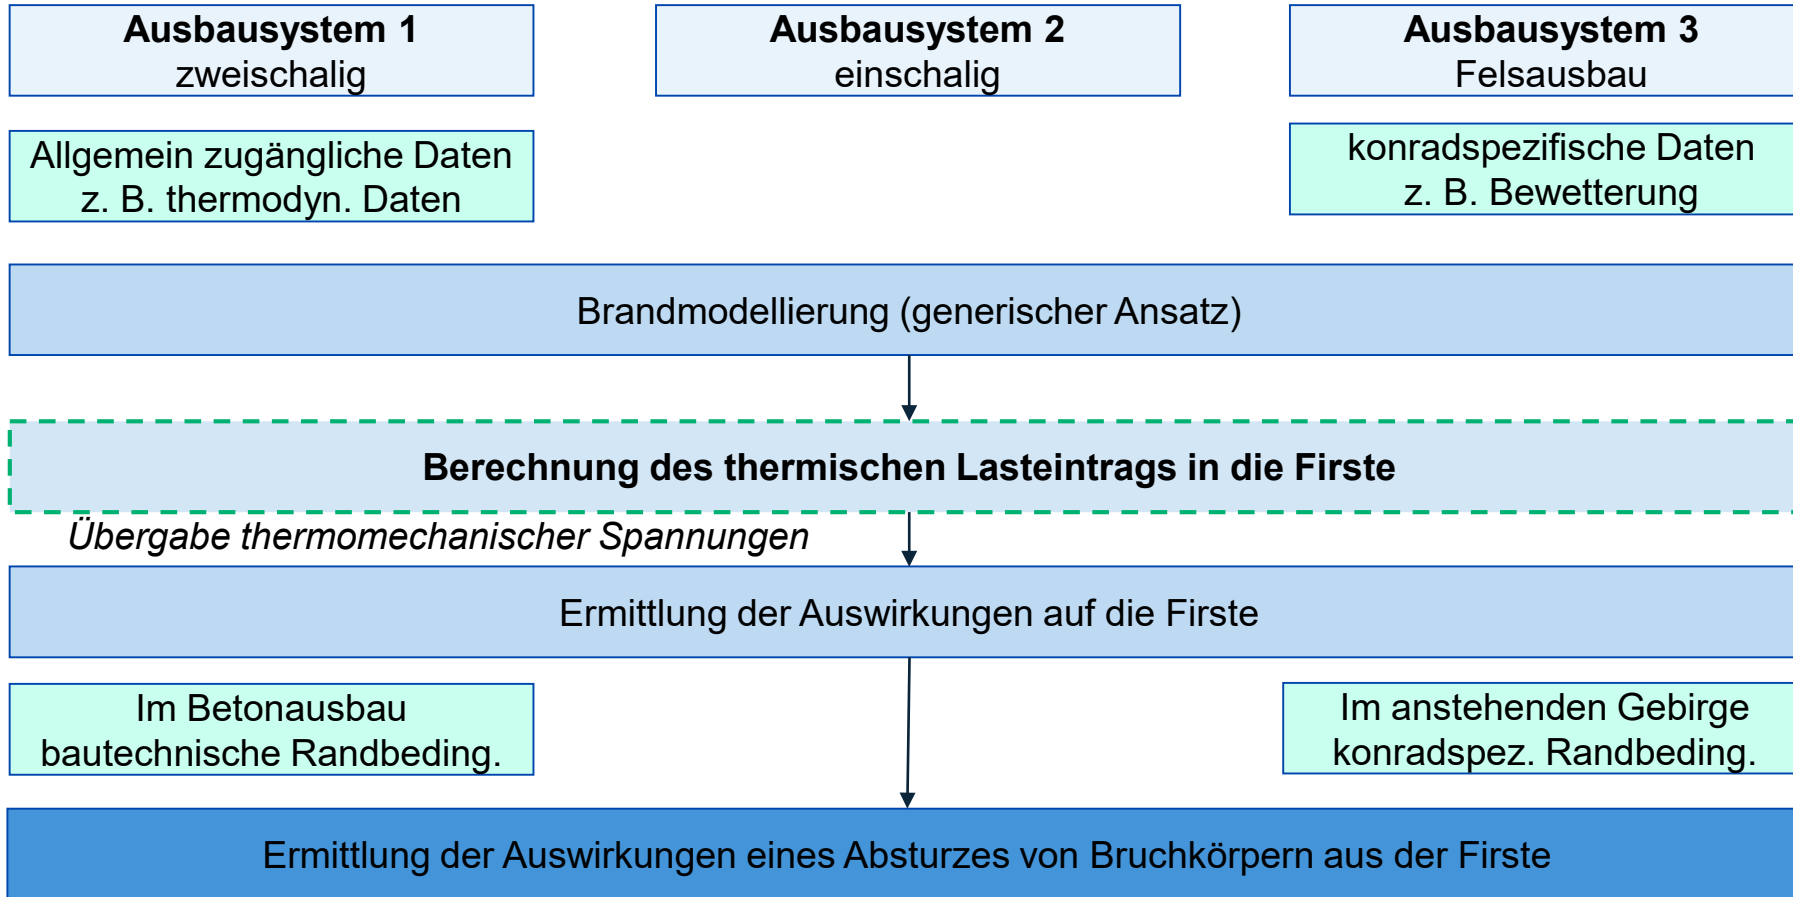 Ausbausystem 1
zweischalig
Ausbausystem 2
einschalig
Ausbausystem 3
Felsausbau
Allgemein zugängliche Daten
z. B. thermodyn. Daten
konradspezifische Daten
z. B. Bewetterung
Brandmodellierung (generischer Ansatz)
Berechnung des thermischen Lasteintrags in die Firste
Übergabe thermomechanischer Spannungen
Ermittlung der Auswirkungen auf die Firste
Im Betonausbau
bautechnische Randbeding.
Im anstehenden Gebirge
konradspez. Randbeding.
Ermittlung der Auswirkungen eines Absturzes von Bruchkörpern aus der Firste